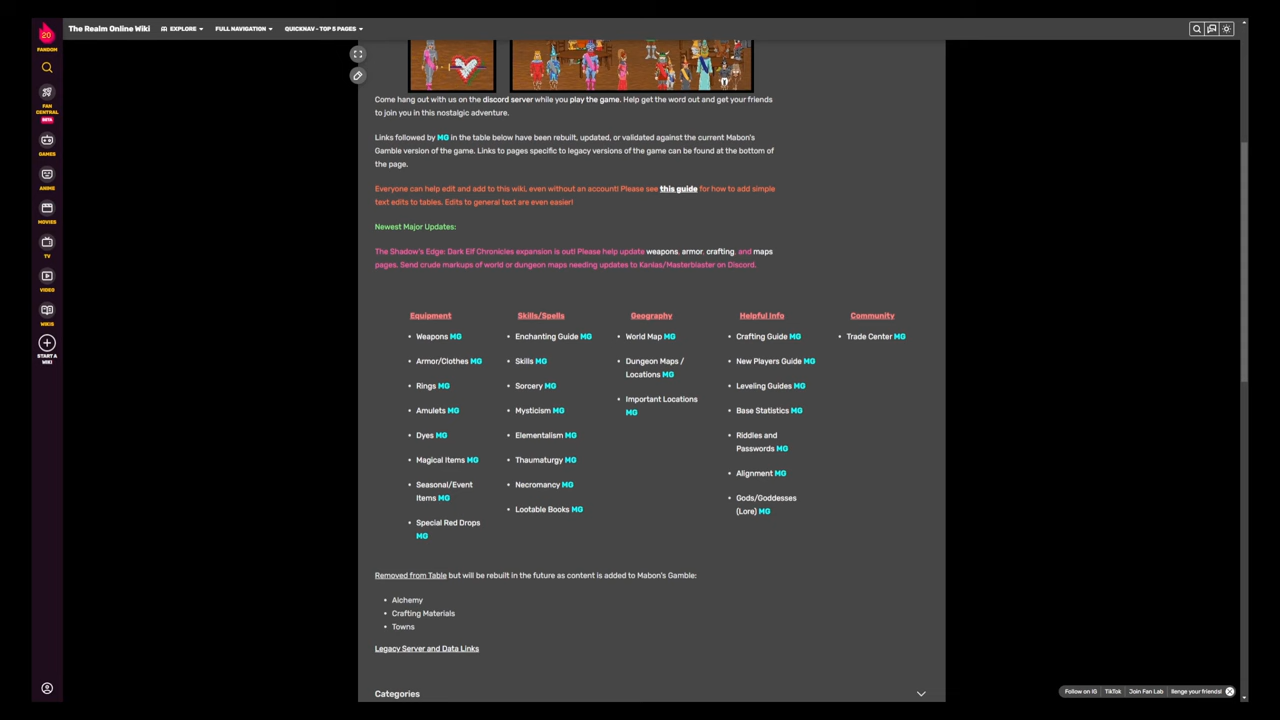 The Realm Online Wiki
EXPLORE
FULL NAVIGATION
QUICKNAV - TOP 5 PAGES
20
FANDOM
FAN CENTRAL
BETA
GAMES
ANIME
MOVIES
TV
VIDEO
WIKIS
START A WIKI
Come hang out with us on the discord server while you play the game. Help get the word out and get your friends
to join you in this nostalgic adventure.
Links followed by MG in the table below have been rebuilt, updated, or validated against the current Mabon's
Gamble version of the game. Links to pages specific to legacy versions of the game can be found at the bottom of
the page.
Everyone can help edit and add to this wiki, even without an account! Please see this guide for how to add simple
text edits to tables. Edits to general text are even easier!
Newest Major Updates:
The Shadow's Edge: Dark Elf Chronicles expansion is out! Please help update weapons, armor, crafting, and maps
pages. Send crude markups of world or dungeon maps needing updates to Kanias/Masterblaster on Discord.
Equipment
• Weapons MG
• Armor/Clothes MG
• Rings MG
• Amulets MG
• Dyes MG
• Magical Items MG
• Seasonal/Event
Items MG
• Special Red Drops
MG
Skills/Spells
• Enchanting Guide MG
• Skills MG
• Sorcery MG
• Mysticism MG
• Elementalism MG
• Thaumaturgy MG
• Necromancy MG
• Lootable Books MG
Geography
• World Map MG
• Dungeon Maps /
Locations MG
• Important Locations
MG
Helpful Info
• Crafting Guide MG
• New Players Guide MG
• Leveling Guides MG
• Base Statistics MG
• Riddles and
Passwords MG
• Alignment MG
• Gods/Goddesses
(Lore) MG
Community
• Trade Center MG
Removed from Table but will be rebuilt in the future as content is added to Mabon's Gamble:
• Alchemy
• Crafting Materials
• Towns
Legacy Server and Data Links
Categories
Follow on IG
TikTok
Join Fan Lab
Renge your friends!